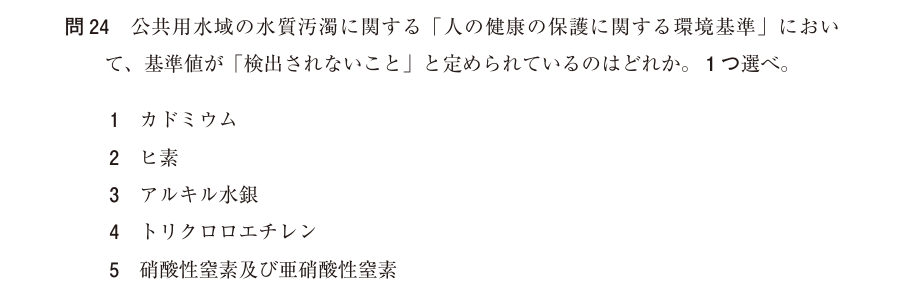 問 24　公共用水域の水質汚濁に関する「人の健康の保護に関する環境基準」におい
て、基準値が「検出されないこと」と定められているのはどれか。1 つ選べ。
1　カドミウム
2　ヒ素
3　アルキル水銀
4　トリクロロエチレン
5　硝酸性窒素及び亜硝酸性窒素